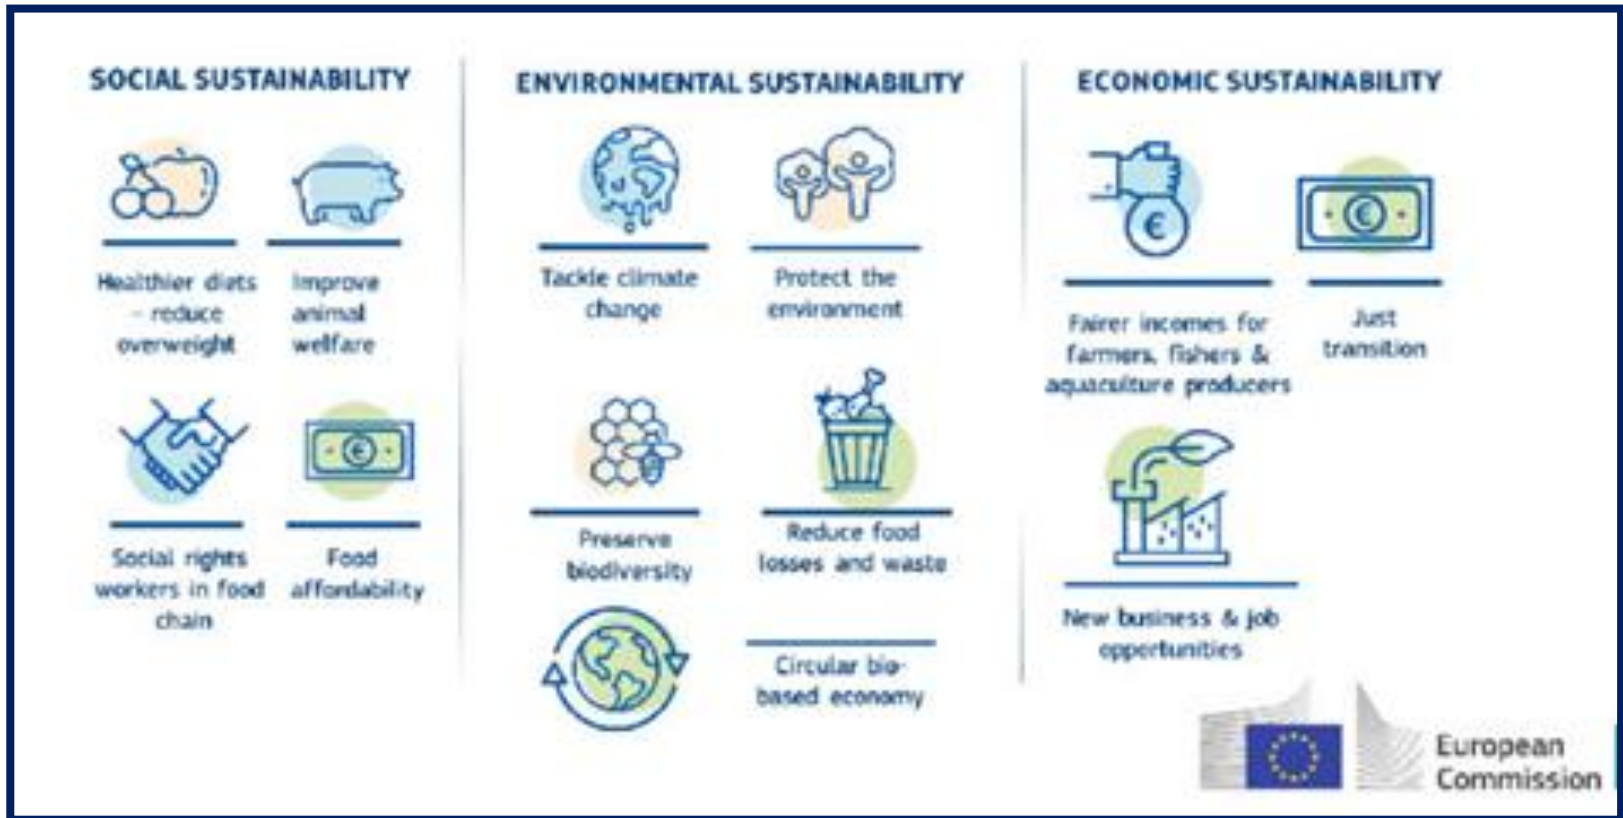 SOCIAL SUSTAINABILITY
Healthier diets
– reduce
overweight
Improve
animal
welfare
Social rights
workers in food
chain
Food
affordability
ENVIRONMENTAL SUSTAINABILITY
Tackle climate
change
Protect the
environment
Preserve
biodiversity
Reduce food
losses and waste
Circular bio-
based economy
ECONOMIC SUSTAINABILITY
€
Fairer incomes for
farmers, fishers &
aquaculture producers
€
Just
transition
New business & job
opportunities
European
Commission